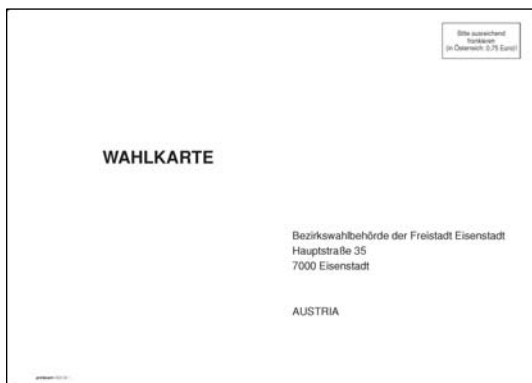 Bitte ausreichend
frankieren
(in Österreich: 0,75 Euro)!
WAHLKARTE
Bezirkswahlbehörde der Freistadt Eisenstadt
Hauptstraße 35
7000 Eisenstadt
AUSTRIA